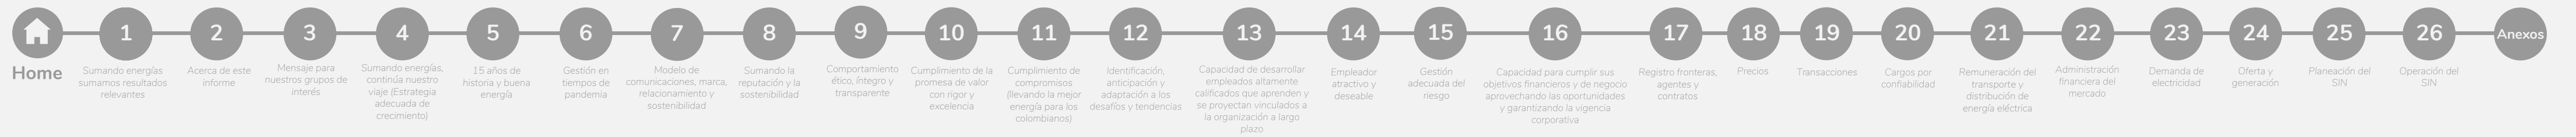 Home
1
Sumando energías
sumamos resultados
relevantes
2
Acerca de este
informe
3
Mensaje para
nuestros grupos de
interés
4
Sumando energías,
continúa nuestro
viaje (Estrategia
adecuada de
crecimiento)
5
15 años de
historia y buena
energía
6
Gestión en
tiempos de
pandemia
7
Modelo de
comunicaciones, marca,
relacionamiento y
sostenibilidad
8
Sumando la
reputación y la
sostenibilidad
9
Comportamiento
ético, íntegro y
transparente
10
Cumplimiento de la
promesa de valor
con rigor y
excelencia
11
Cumplimiento de
compromisos
(llevando la mejor
energía para los
colombianos)
12
Identificación,
anticipación y
adaptación a los
desafíos y tendencias
13
Capacidad de desarrollar
empleados altamente
calificados que aprenden y
se proyectan vinculados a
la organización a largo
plazo
14
Empleador
atractivo y
deseable
15
Gestión
adecuada del
riesgo
16
Capacidad para cumplir sus
objetivos financieros y de negocio
aprovechando las oportunidades
y garantizando la vigencia
corporativa
17
Registro fronteras,
agentes y
contratos
18
Precios
19
Transacciones
20
Cargos por
confiabilidad
21
Remuneración del
transporte y
distribución de
energía eléctrica
22
Administración
financiera del
mercado
23
Demanda de
electricidad
24
Oferta y
generación
25
Planeación del
SIN
26
Operación del
SIN
Anexos